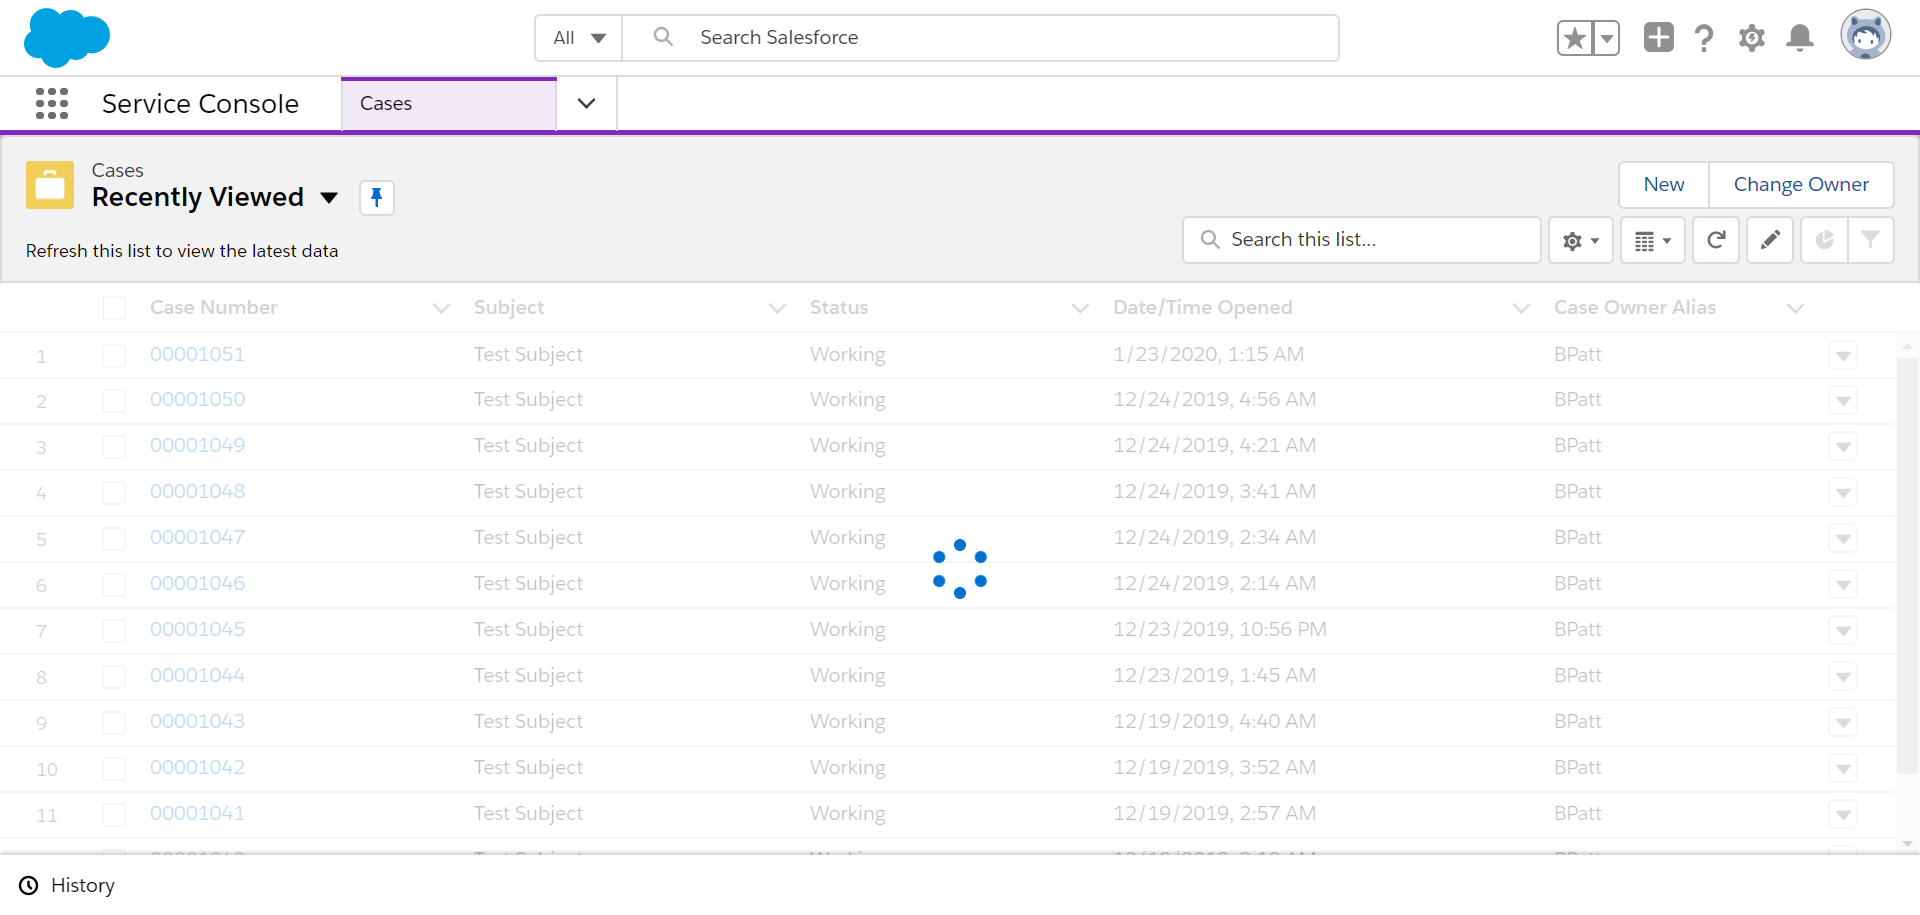 All Search Salesforce
Service Console Cases
Cases
Recently Viewed
New Change Owner
Refresh this list to view the latest data
Search this list...
Case Number Subject Status Date/Time Opened Case Owner Alias
1 00001051 Test Subject Working 1/23/2020, 1:15 AM BPatt
2 00001050 Test Subject Working 12/24/2019, 4:56 AM BPatt
3 00001049 Test Subject Working 12/24/2019, 4:21 AM BPatt
4 00001048 Test Subject Working 12/24/2019, 3:41 AM BPatt
5 00001047 Test Subject Working 12/24/2019, 2:34 AM BPatt
6 00001046 Test Subject Working 12/24/2019, 2:14 AM BPatt
7 00001045 Test Subject Working 12/23/2019, 10:56 PM BPatt
8 00001044 Test Subject Working 12/23/2019, 1:45 AM BPatt
9 00001043 Test Subject Working 12/19/2019, 4:40 AM BPatt
10 00001042 Test Subject Working 12/19/2019, 3:52 AM BPatt
11 00001041 Test Subject Working 12/19/2019, 2:57 AM BPatt
History